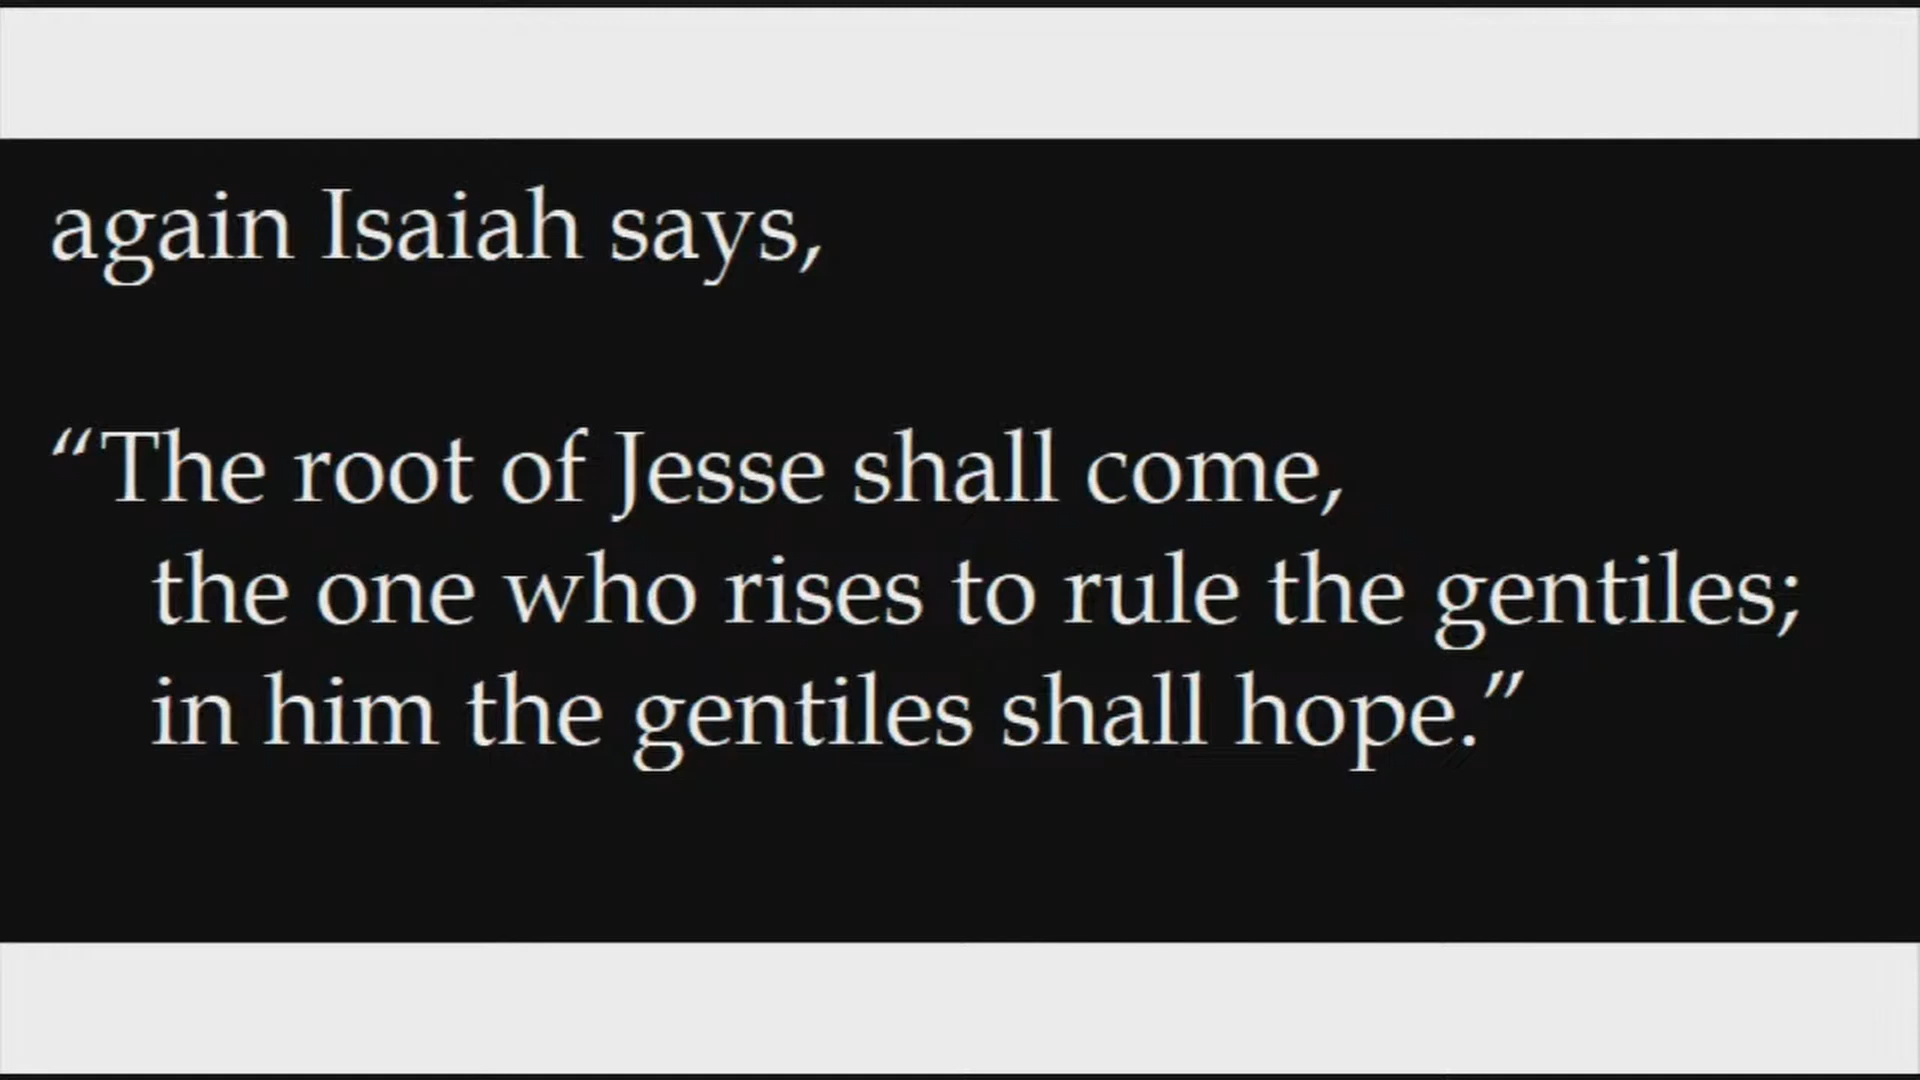 again Isaiah says,
“The root of Jesse shall come,
the one who rises to rule the gentiles;
in him the gentiles shall hope.”